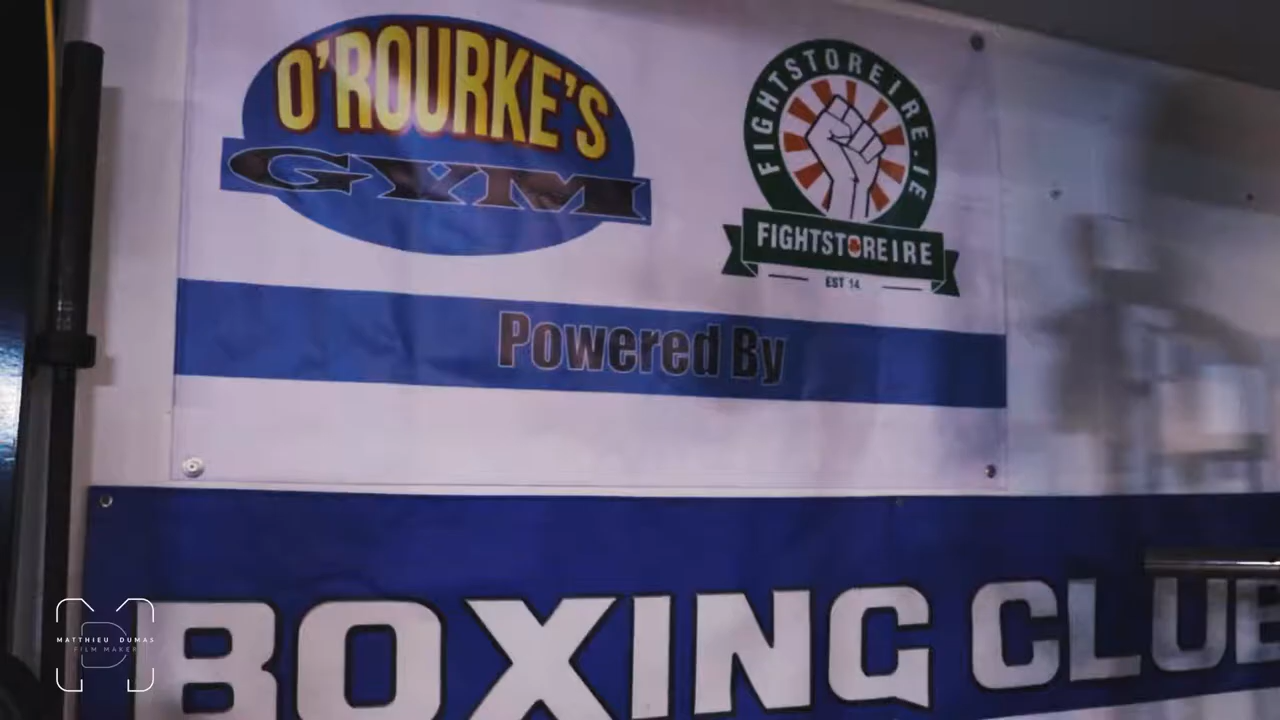 O'ROURKE'S
GYM
FIGHTSTOREIRE.IE
FIGHTSTOREIRE
EST 14
Powered By
BOXING CLUB
MATTHIEU DUMAS
FILM MAKER